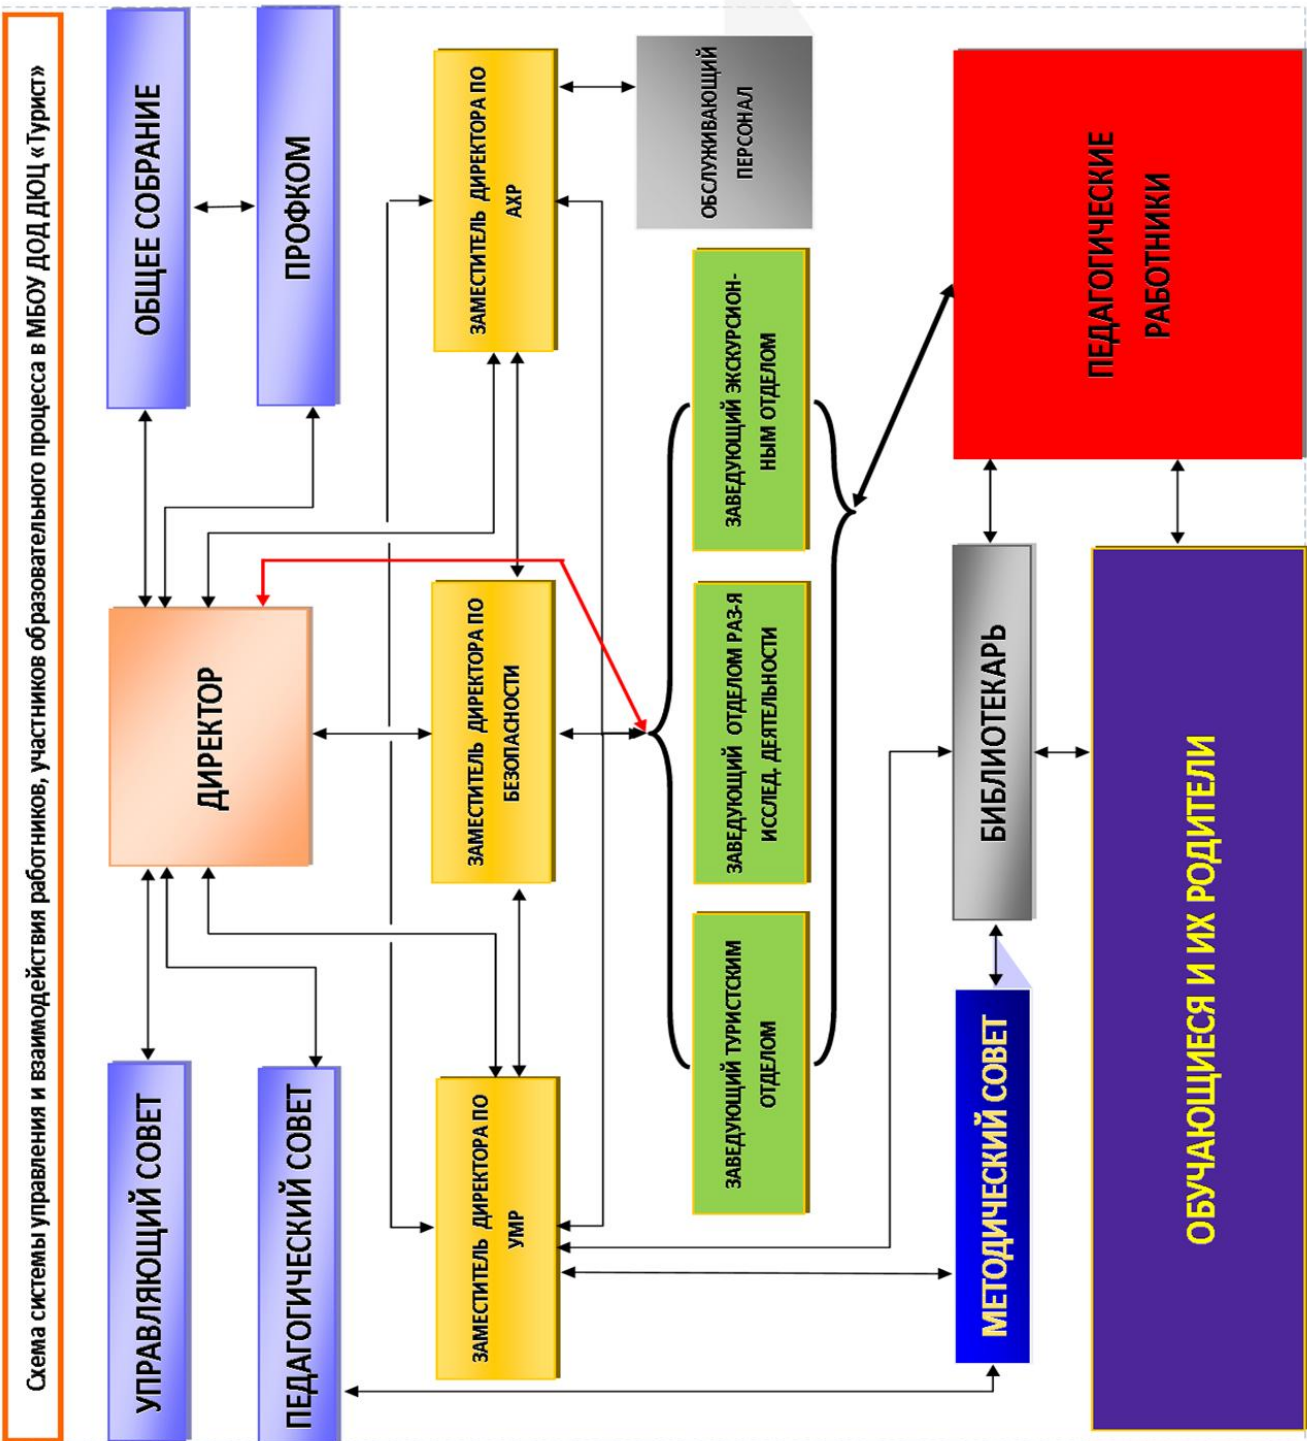 Схема системы управления и взаимодействия работников, участников образовательного процесса в МБОУ ДОД ДЮЦ «Турист»
УПРАВЛЯЮЩИЙ СОВЕТ
ДИРЕКТОР
ОБЩЕЕ СОБРАНИЕ
ПЕДАГОГИЧЕСКИЙ СОВЕТ
ПРОФКОМ
ЗАМЕСТИТЕЛЬ ДИРЕКТОРА ПО
УМР
ЗАМЕСТИТЕЛЬ ДИРЕКТОРА ПО
БЕЗОПАСНОСТИ
ЗАМЕСТИТЕЛЬ ДИРЕКТОРА ПО
АХР
ОБСЛУЖИВАЮЩИЙ
ПЕРСОНАЛ
ЗАВЕДУЮЩИЙ ТУРИСТСКИМ
ОТДЕЛОМ
ЗАВЕДУЮЩИЙ ОТДЕЛОМ РАЗ-Я
ИССЛЕД. ДЕЯТЕЛЬНОСТИ
ЗАВЕДУЮЩИЙ ЭКСКУРСИОН-
НЫМ ОТДЕЛОМ
МЕТОДИЧЕСКИЙ СОВЕТ
БИБЛИОТЕКАРЬ
ПЕДАГОГИЧЕСКИЕ
РАБОТНИКИ
ОБУЧАЮЩИЕСЯ И ИХ РОДИТЕЛИ